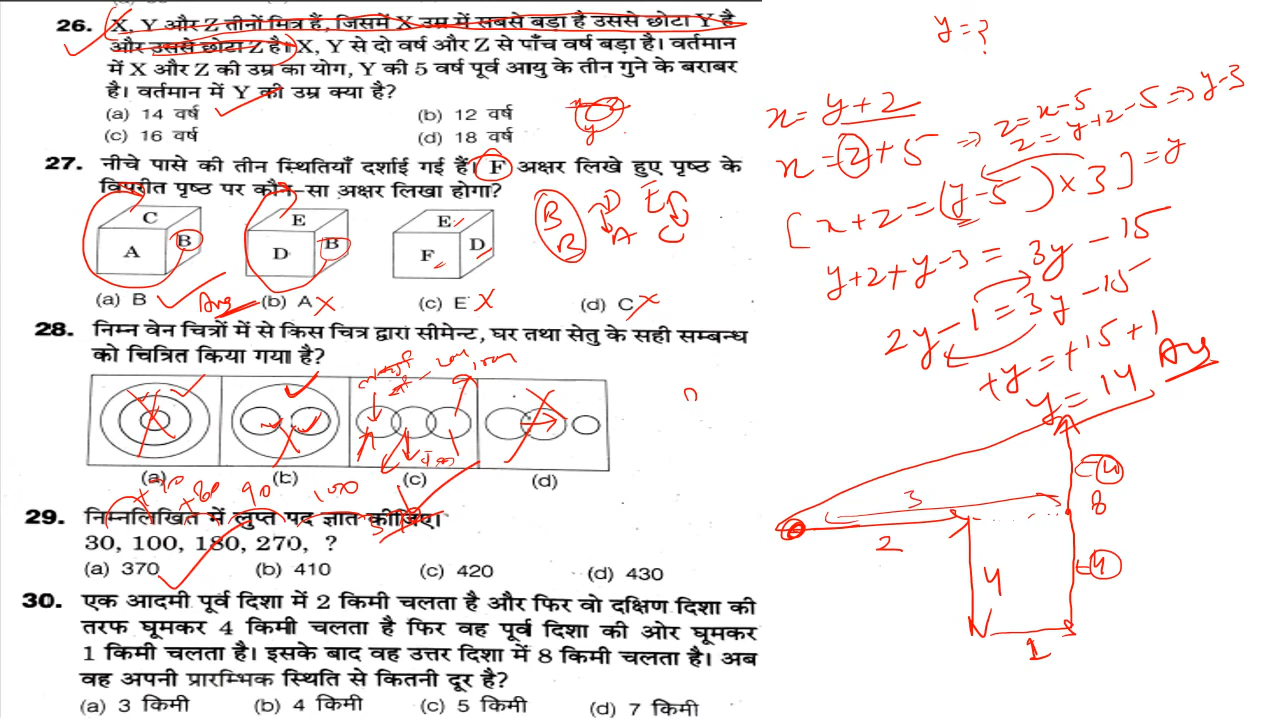 26. X, Y और Z तीनों मित्र हैं, जिसमें X उम्र में सबसे बड़ा है उससे छोटा Y है
और उससे छोटा Z है। X, Y से दो वर्ष और Z से पाँच वर्ष बड़ा है। वर्तमान
में X और Z की उम्र का योग, Y की 5 वर्ष पूर्व आयु के तीन गुने के बराबर
है। वर्तमान में Y की उम्र क्या है?
(a) 14 वर्ष (b) 12 वर्ष
(c) 16 वर्ष (d) 18 वर्ष
27. नीचे पासे की तीन स्थितियाँ दर्शाई गई हैं। F अक्षर लिखे हुए पृष्ठ के
विपरीत पृष्ठ पर कौन-सा अक्षर लिखा होगा?
C A B
E D B
E F D
B D E
B A C
(a) B Ans (b) A (c) E (d) C
28. निम्न वेन चित्रों में से किस चित्र द्वारा सीमेन्ट, घर तथा सेतु के सही सम्बन्ध
को चित्रित किया गया है?
(a) (b) (c) (d)
90 100
29. निम्नलिखित में लुप्त पद ज्ञात कीजिए।
30, 100, 180, 270, ?
(a) 370 (b) 410 (c) 420 (d) 430
30. एक आदमी पूर्व दिशा में 2 किमी चलता है और फिर वो दक्षिण दिशा की
तरफ घूमकर 4 किमी चलता है फिर वह पूर्व दिशा की ओर घूमकर
1 किमी चलता है। इसके बाद वह उत्तर दिशा में 8 किमी चलता है। अब
वह अपनी प्रारम्भिक स्थिति से कितनी दूर है?
(a) 3 किमी (b) 4 किमी (c) 5 किमी (d) 7 किमी
y = ?
x = y+2
x = z+5 ⇒ z = x-5
z = y+2-5 ⇒ y-3
[x+z = (y-5) × 3] = y
y+2+y-3 = 3y-15
2y-1 = 3y-15
+y = +15+1
y = 14 Ans
A
3
8
2
4
4
1